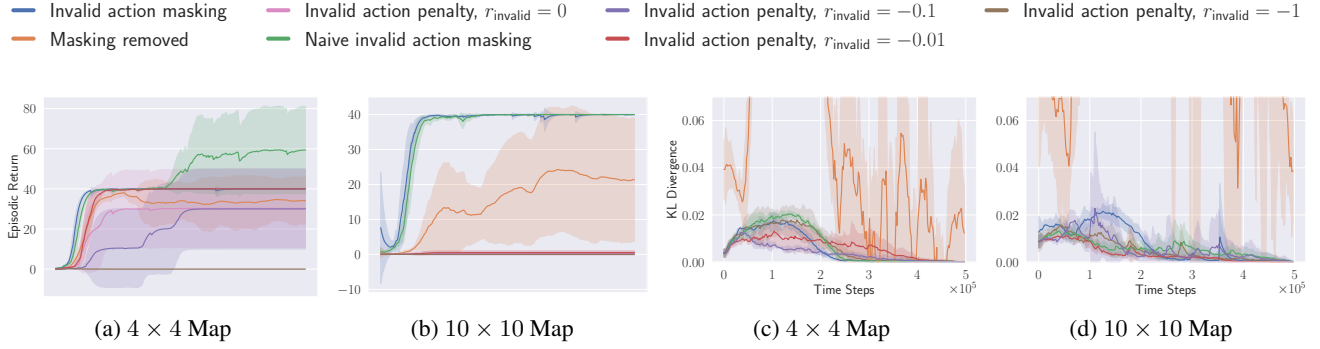 Invalid action masking
Invalid action penalty, r_invalid = 0
Invalid action penalty, r_invalid = −0.1
Invalid action penalty, r_invalid = −1
Masking removed
Naive invalid action masking
Invalid action penalty, r_invalid = −0.01
Episodic Return
80
60
40
20
0
40
30
20
10
0
−10
KL Divergence
0.06
0.04
0.02
0.00
0 1 2 3 4 5
Time Steps
×10⁵
0.06
0.04
0.02
0.00
0 1 2 3 4 5
Time Steps
×10⁵
(a) 4 × 4 Map
(b) 10 × 10 Map
(c) 4 × 4 Map
(d) 10 × 10 Map